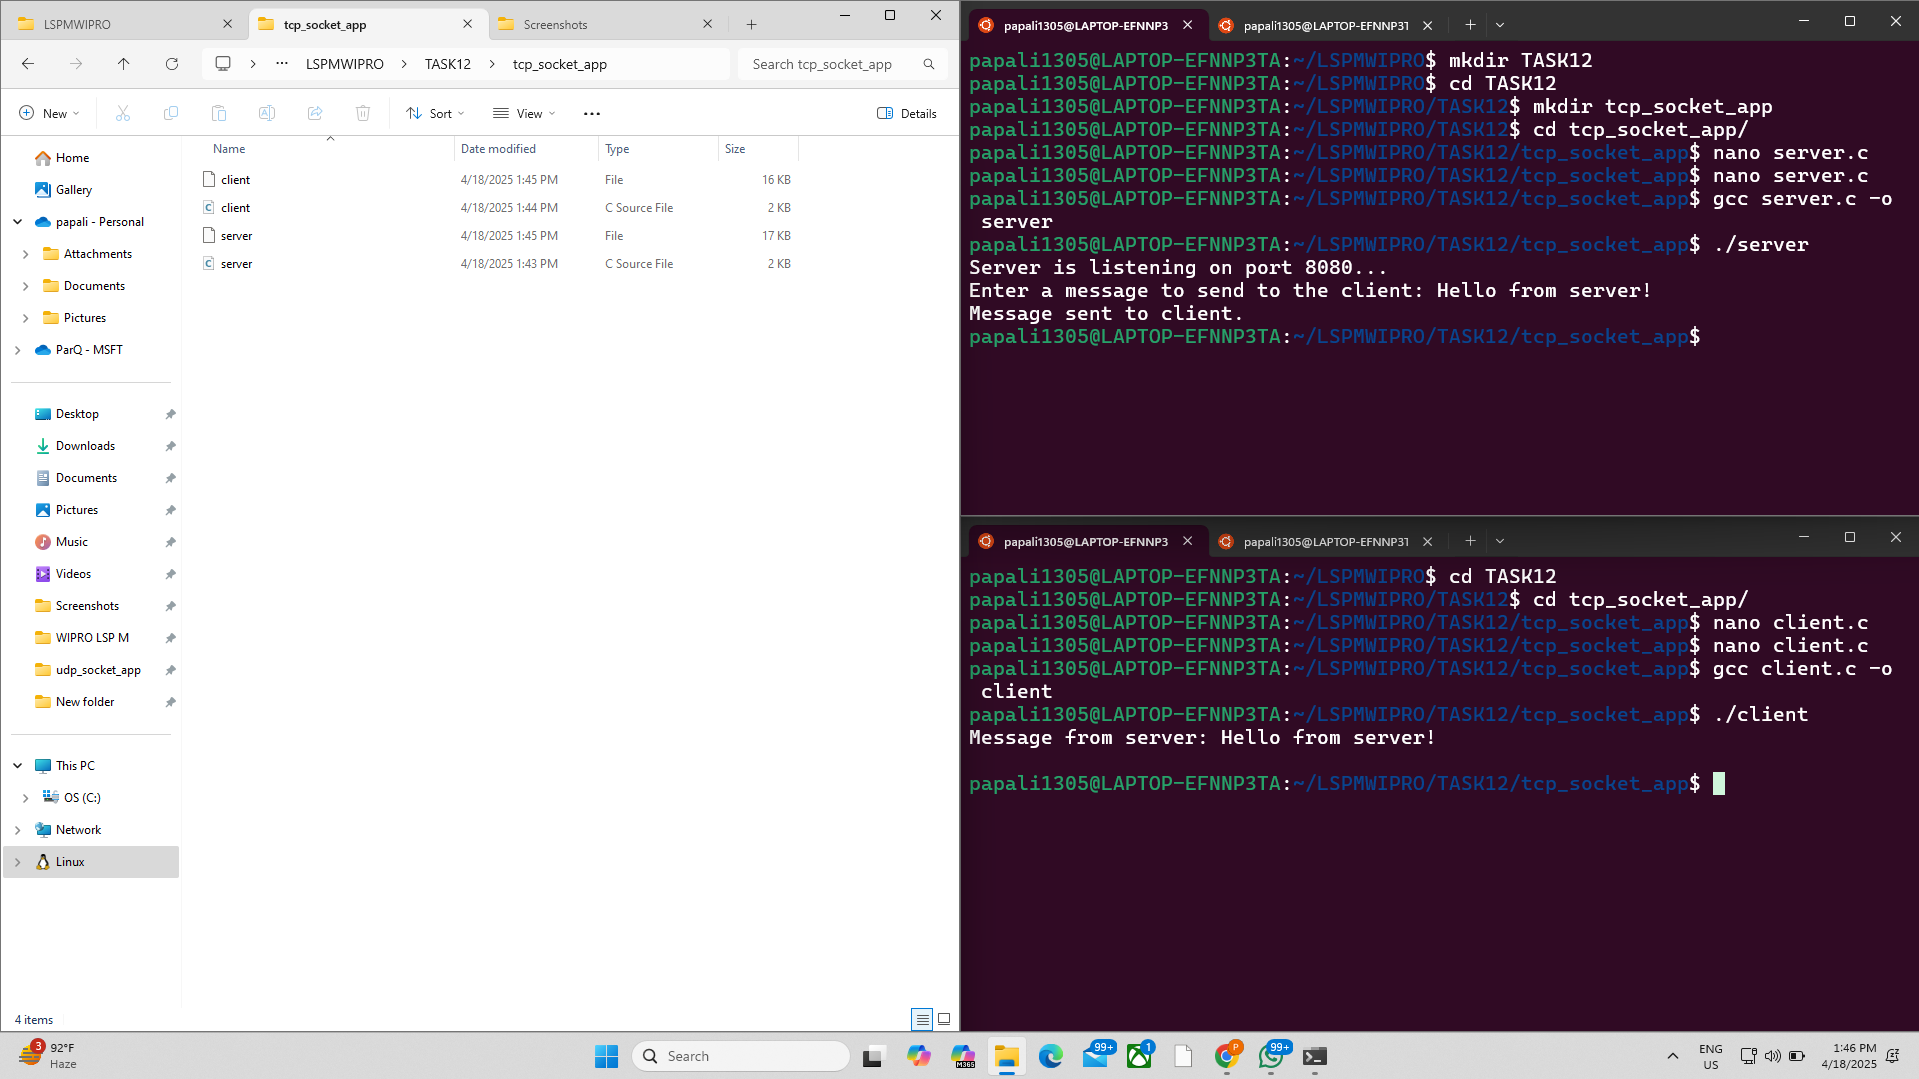 LSPMWIPRO
tcp_socket_app
Screenshots
LSPMWIPRO
TASK12
tcp_socket_app
Search tcp_socket_app
New
Sort
View
Details
Name
Date modified
Type
Size
client
4/18/2025 1:45 PM
File
16 KB
client
4/18/2025 1:44 PM
C Source File
2 KB
server
4/18/2025 1:45 PM
File
17 KB
server
4/18/2025 1:43 PM
C Source File
2 KB
Home
Gallery
papali - Personal
Attachments
Documents
Pictures
ParQ - MSFT
Desktop
Downloads
Documents
Pictures
Music
Videos
Screenshots
WIPRO LSP M
udp_socket_app
New folder
This PC
OS (C:)
Network
Linux
4 items
papali1305@LAPTOP-EFNNP3
papali1305@LAPTOP-EFNNP3T
papali1305@LAPTOP-EFNNP3TA:~/LSPMWIPRO$ mkdir TASK12
papali1305@LAPTOP-EFNNP3TA:~/LSPMWIPRO$ cd TASK12
papali1305@LAPTOP-EFNNP3TA:~/LSPMWIPRO/TASK12$ mkdir tcp_socket_app
papali1305@LAPTOP-EFNNP3TA:~/LSPMWIPRO/TASK12$ cd tcp_socket_app/
papali1305@LAPTOP-EFNNP3TA:~/LSPMWIPRO/TASK12/tcp_socket_app$ nano server.c
papali1305@LAPTOP-EFNNP3TA:~/LSPMWIPRO/TASK12/tcp_socket_app$ nano server.c
papali1305@LAPTOP-EFNNP3TA:~/LSPMWIPRO/TASK12/tcp_socket_app$ gcc server.c -o
server
papali1305@LAPTOP-EFNNP3TA:~/LSPMWIPRO/TASK12/tcp_socket_app$ ./server
Server is listening on port 8080...
Enter a message to send to the client: Hello from server!
Message sent to client.
papali1305@LAPTOP-EFNNP3TA:~/LSPMWIPRO/TASK12/tcp_socket_app$
papali1305@LAPTOP-EFNNP3
papali1305@LAPTOP-EFNNP3T
papali1305@LAPTOP-EFNNP3TA:~/LSPMWIPRO$ cd TASK12
papali1305@LAPTOP-EFNNP3TA:~/LSPMWIPRO/TASK12$ cd tcp_socket_app/
papali1305@LAPTOP-EFNNP3TA:~/LSPMWIPRO/TASK12/tcp_socket_app$ nano client.c
papali1305@LAPTOP-EFNNP3TA:~/LSPMWIPRO/TASK12/tcp_socket_app$ nano client.c
papali1305@LAPTOP-EFNNP3TA:~/LSPMWIPRO/TASK12/tcp_socket_app$ gcc client.c -o
client
papali1305@LAPTOP-EFNNP3TA:~/LSPMWIPRO/TASK12/tcp_socket_app$ ./client
Message from server: Hello from server!
papali1305@LAPTOP-EFNNP3TA:~/LSPMWIPRO/TASK12/tcp_socket_app$
3
92°F
Haze
Search
M365
99+
1
P
99+
ENG
US
1:46 PM
4/18/2025